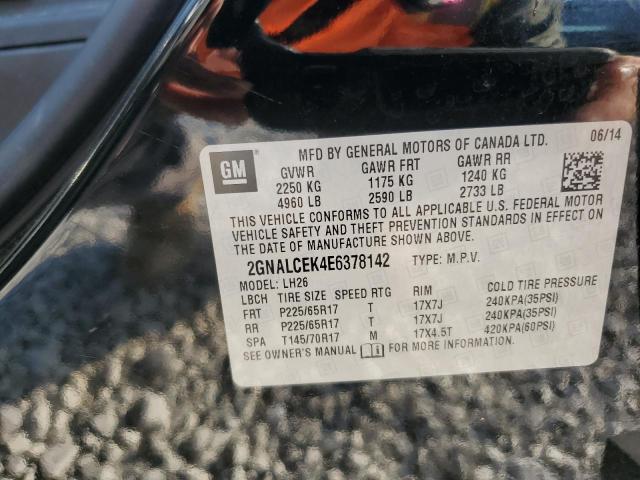 MFD BY GENERAL MOTORS OF CANADA LTD. 06/14
GM
GVWR GAWR FRT GAWR RR
2250 KG 1175 KG 1240 KG
4960 LB 2590 LB 2733 LB
THIS VEHICLE CONFORMS TO ALL APPLICABLE U.S. FEDERAL MOTOR
VEHICLE SAFETY AND THEFT PREVENTION STANDARDS IN EFFECT ON
THE DATE OF MANUFACTURE SHOWN ABOVE.
2GNALCEK4E6378142 TYPE: M.P.V.
MODEL: LH26
LBCH TIRE SIZE SPEED RTG RIM COLD TIRE PRESSURE
FRT P225/65R17 T 17X7J 240KPA(35PSI)
RR P225/65R17 T 17X7J 240KPA(35PSI)
SPA T145/70R17 M 17X4.5T 420KPA(60PSI)
SEE OWNER'S MANUAL FOR MORE INFORMATION.